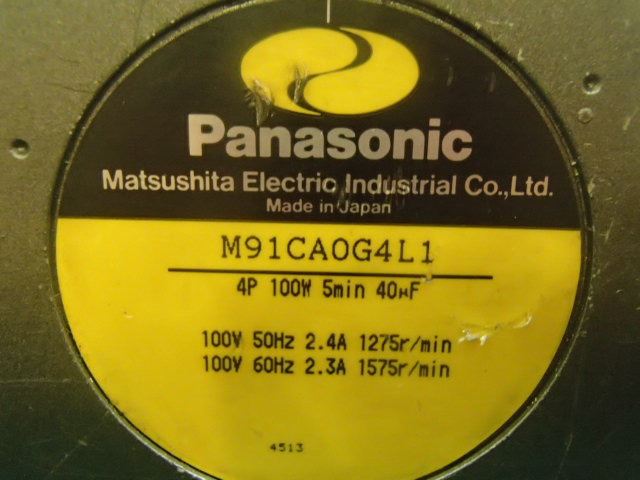 Panasonic
Matsushita Electric Industrial Co.,Ltd.
Made in Japan
M91CA0G4L1
4P 100W 5min 40μF
100V 50Hz 2.4A 1275r/min
100V 60Hz 2.3A 1575r/min
4513